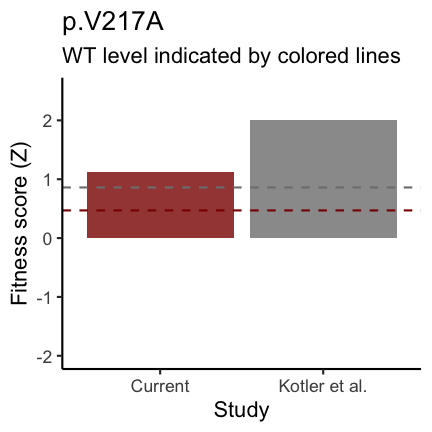 p.V217A
WT level indicated by colored lines
Fitness score (Z)
2
1
0
-1
-2
Current
Kotler et al.
Study